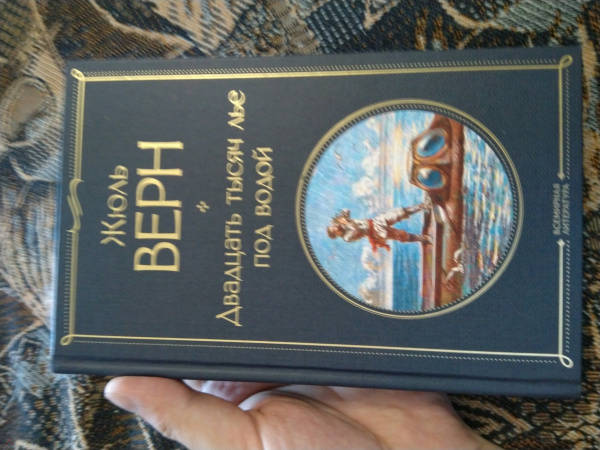 Жюль
ВЕРН
Двадцать тысяч лье
под водой
ВСЕМИРНАЯ
ЛИТЕРАТУРА